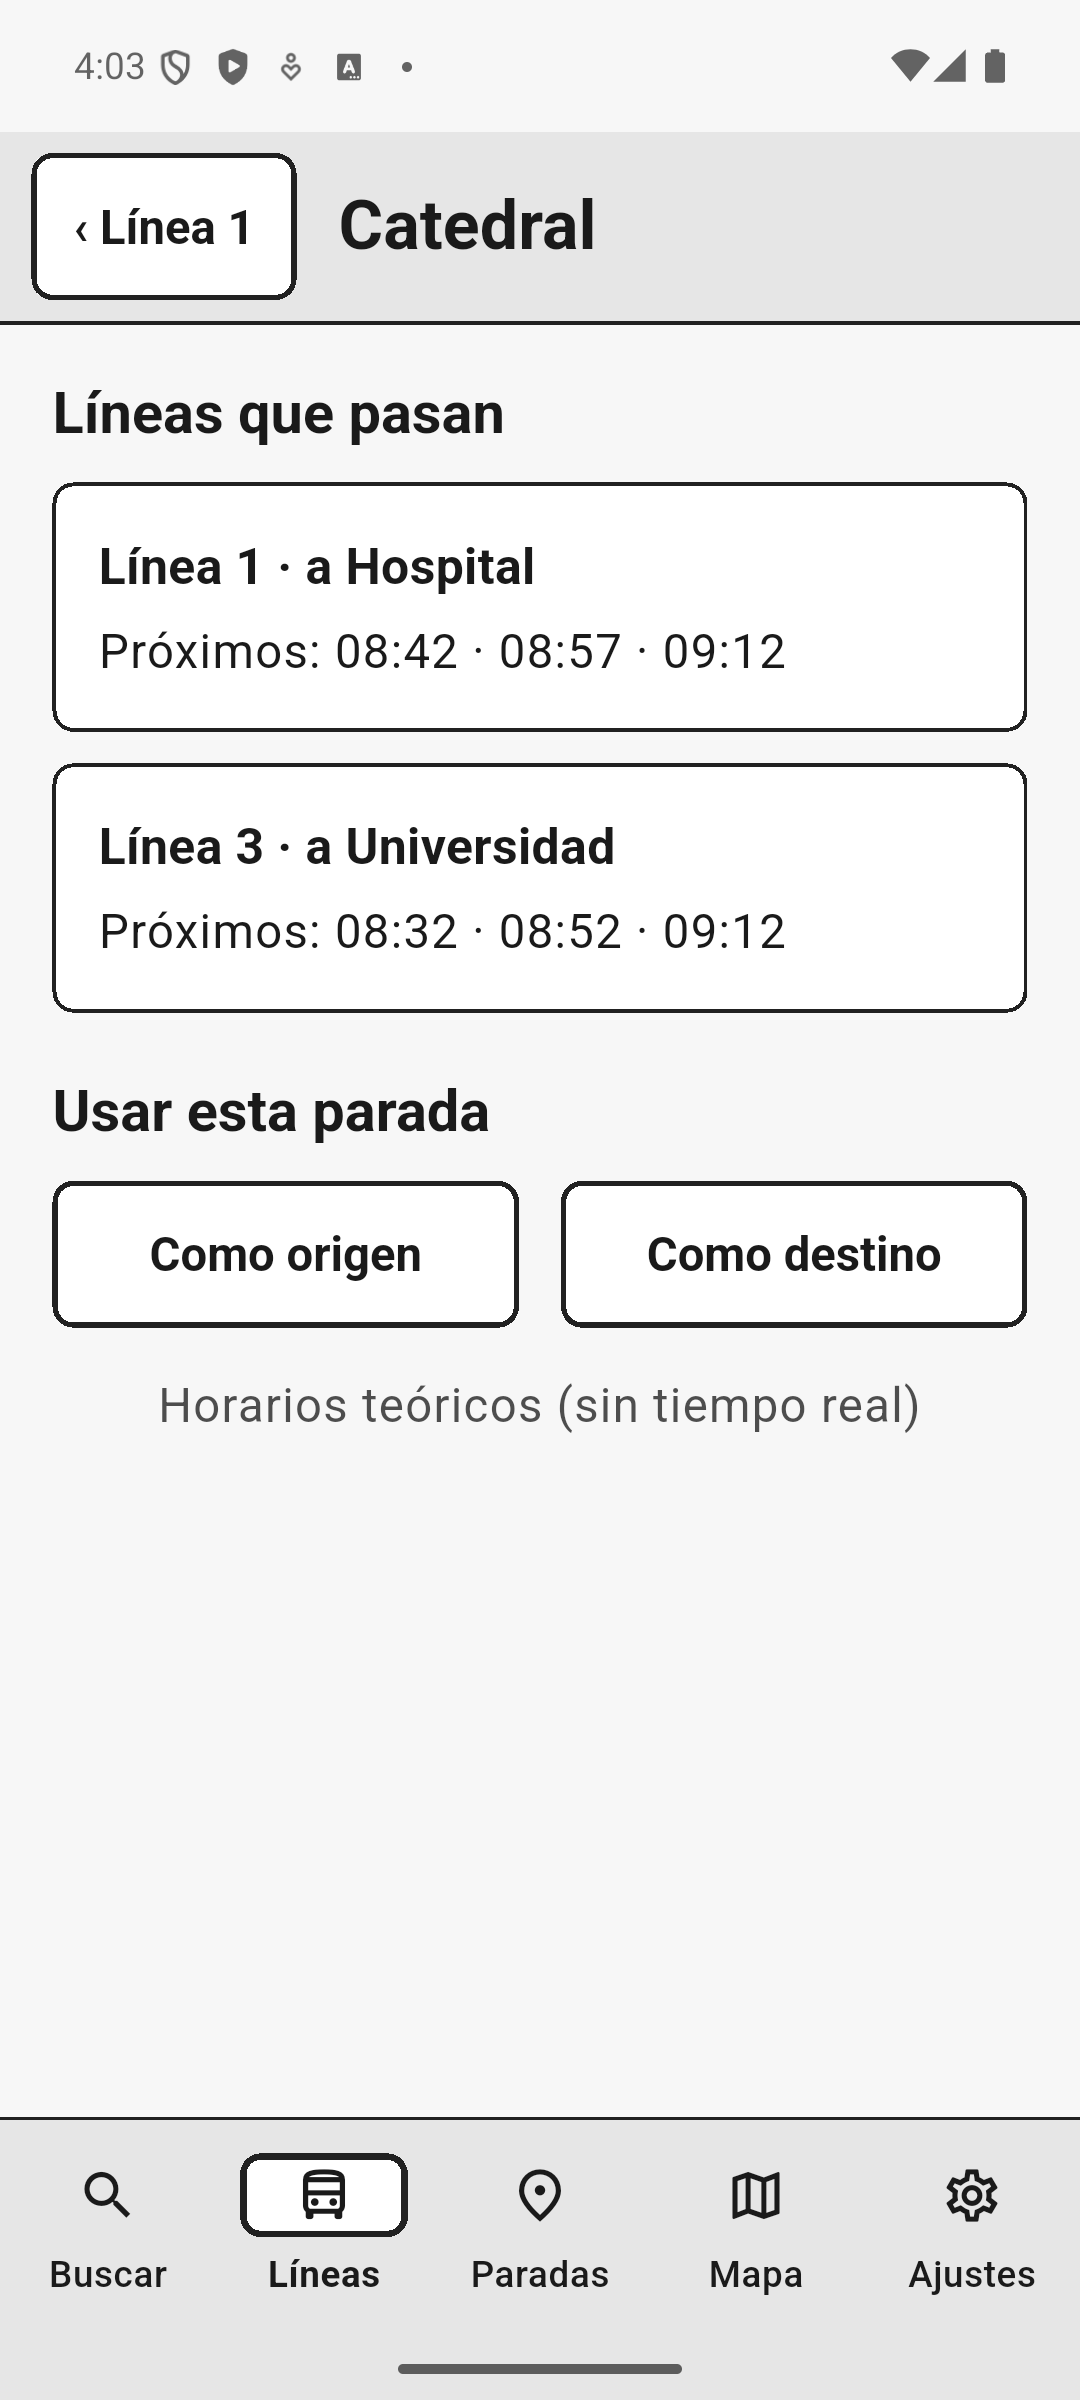 4:03
‹ Línea 1
Catedral
Líneas que pasan
Línea 1 · a Hospital
Próximos: 08:42 · 08:57 · 09:12
Línea 3 · a Universidad
Próximos: 08:32 · 08:52 · 09:12
Usar esta parada
Como origen
Como destino
Horarios teóricos (sin tiempo real)
Buscar
Líneas
Paradas
Mapa
Ajustes